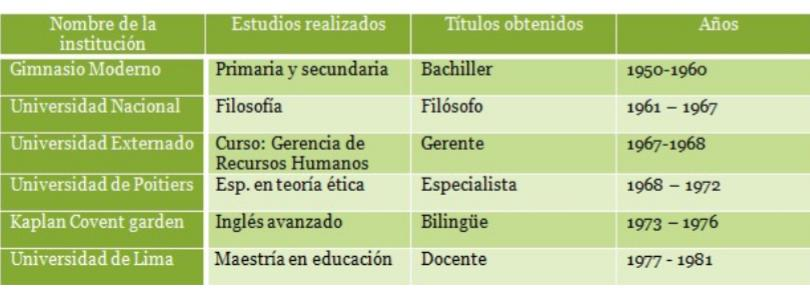 Nombre de la institución Estudios realizados Títulos obtenidos Años
Gimnasio Moderno Primaria y secundaria Bachiller 1950-1960
Universidad Nacional Filosofía Filósofo 1961 – 1967
Universidad Externado Curso: Gerencia de Recursos Humanos Gerente 1967-1968
Universidad de Poitiers Esp. en teoría ética Especialista 1968 – 1972
Kaplan Covent garden Inglés avanzado Bilingüe 1973 – 1976
Universidad de Lima Maestría en educación Docente 1977 - 1981